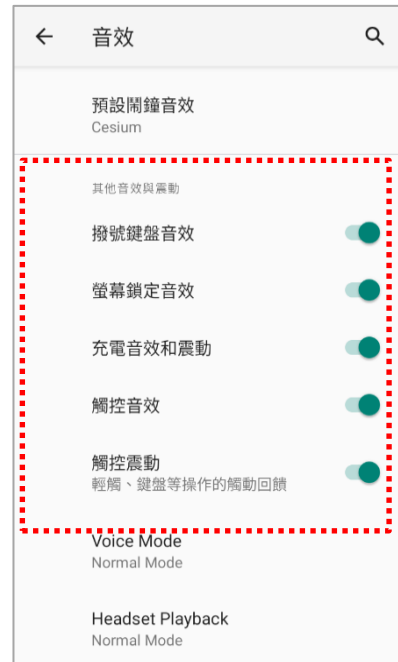 音效
預設鬧鐘音效
Cesium
其他音效與震動
撥號鍵盤音效
螢幕鎖定音效
充電音效和震動
觸控音效
觸控震動
輕觸、鍵盤等操作的觸動回饋
Voice Mode
Normal Mode
Headset Playback
Normal Mode